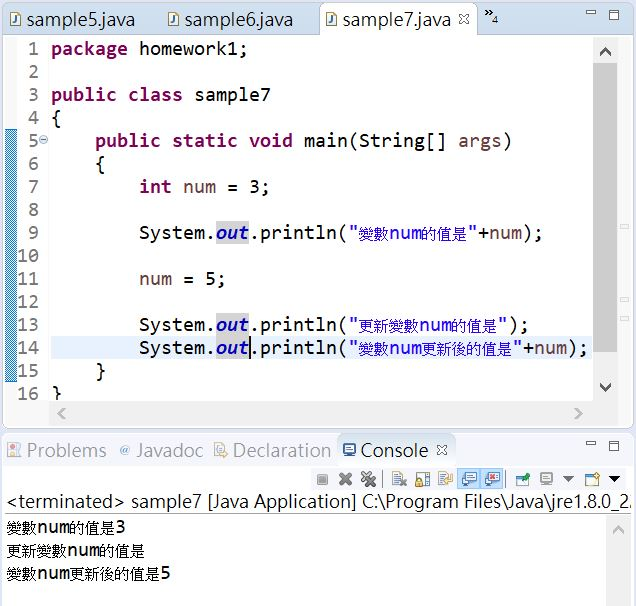 sample5.java sample6.java sample7.java »4
1 package homework1;
2
3 public class sample7
4 {
5 public static void main(String[] args)
6 {
7 int num = 3;
8
9 System.out.println("變數num的值是"+num);
10
11 num = 5;
12
13 System.out.println("更新變數num的值是");
14 System.out.println("變數num更新後的值是"+num);
15 }
16 }
Problems @ Javadoc Declaration Console
<terminated> sample7 [Java Application] C:\Program Files\Java\jre1.8.0_2
變數num的值是3
更新變數num的值是
變數num更新後的值是5